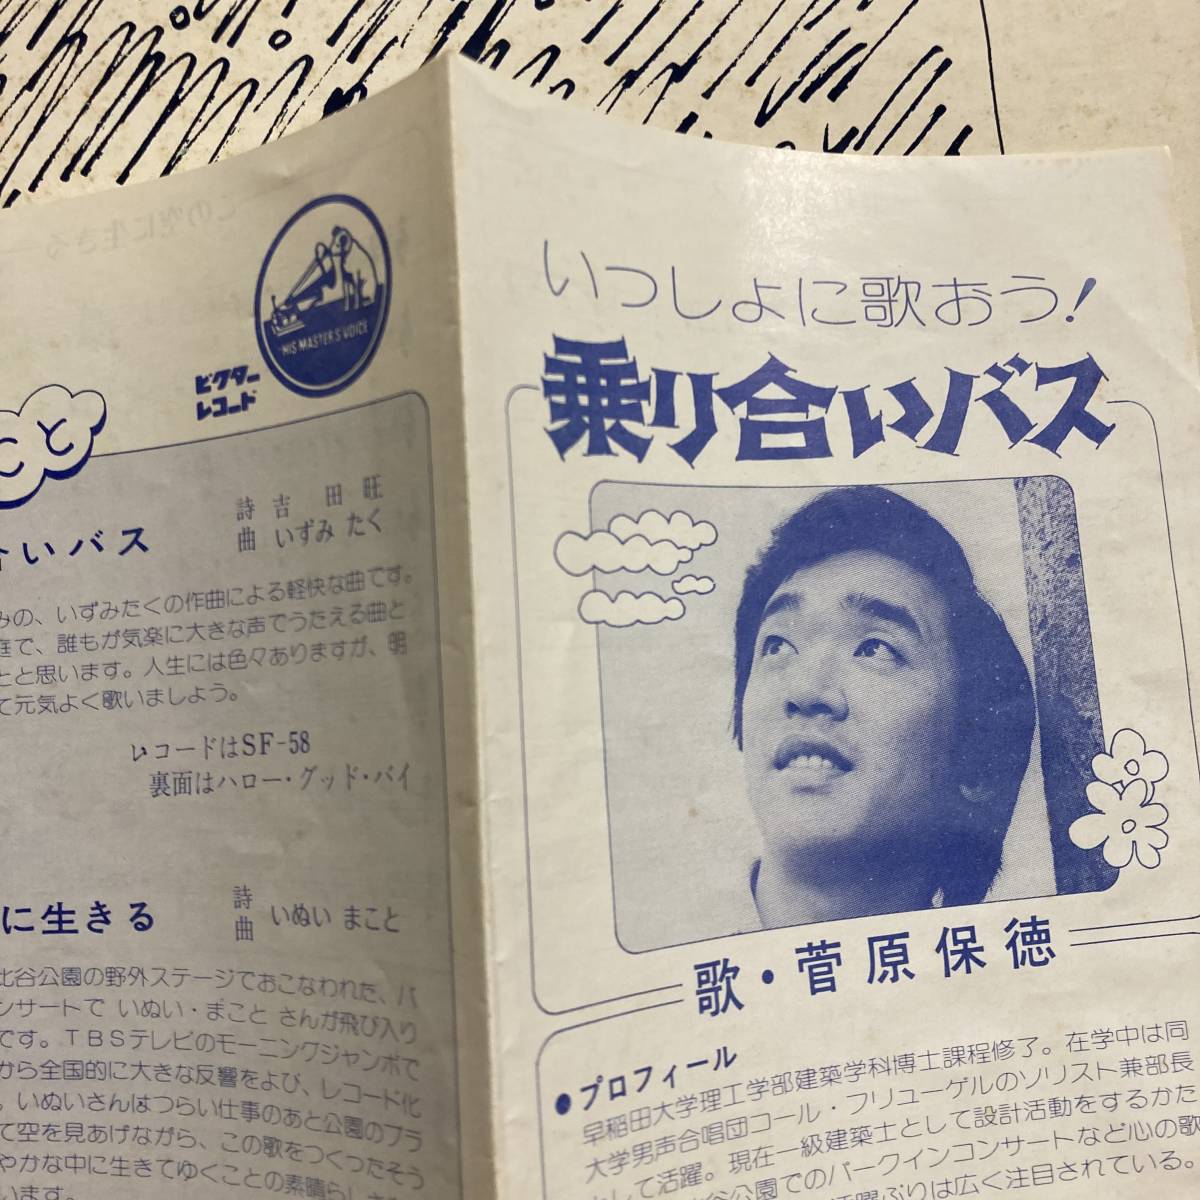 いっしょに歌おう!
乗り合いバス
歌・菅原保徳
●プロフィール
早稲田大学理工学部建築学科博士課程修了。在学中は同
大学男声合唱団コール・フリューゲルのソリスト兼部長
として活躍。現在一級建築士として設計活動をするかた
公園でのパークインコンサートなど心の歌
ぶりは広く注目されている。
HIS MASTER'S VOICE
ビクター
レコード
こと
いバス
詩 吉田 旺
曲 いずみ たく
みの、いずみたくの作曲による軽快な曲です。
庭で、誰もが気楽に大きな声でうたえる曲と
とと思います。人生には色々ありますが、明
て元気よく歌いましょう。
レコードはSF-58
裏面はハロー・グッド・バイ
に生きる
詩
曲 いぬい まこと
比谷公園の野外ステージでおこなわれた、パ
ンサートで いぬい・まこと さんが飛び入り
です。TBSテレビのモーニングジャンボで
から全国的に大きな反響をよび、レコード化
。いぬいさんはつらい仕事のあと公園のブラ
て空を見あげながら、この歌をつくったそう
やかな中に生きてゆくことの素晴らしさ
います。